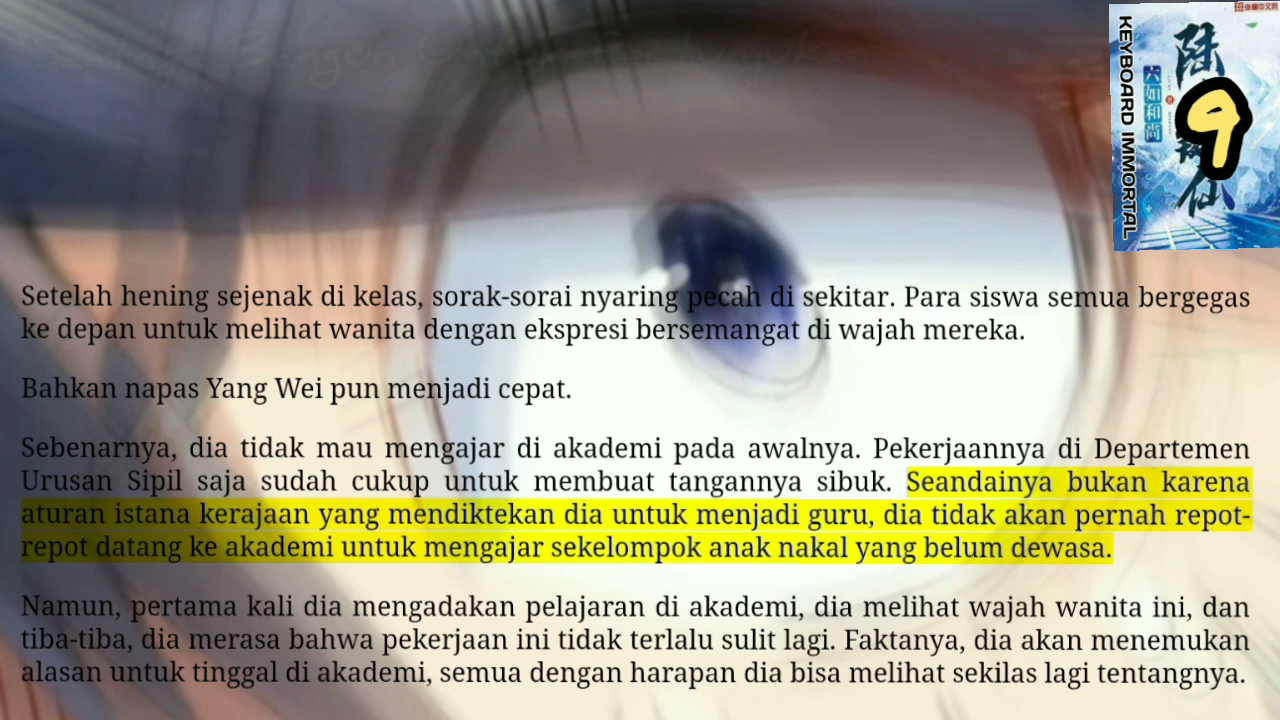 KEYBOARD IMMORTAL
六如和尚
9
Setelah hening sejenak di kelas, sorak-sorai nyaring pecah di sekitar. Para siswa semua bergegas
ke depan untuk melihat wanita dengan ekspresi bersemangat di wajah mereka.
Bahkan napas Yang Wei pun menjadi cepat.
Sebenarnya, dia tidak mau mengajar di akademi pada awalnya. Pekerjaannya di Departemen
Urusan Sipil saja sudah cukup untuk membuat tangannya sibuk. Seandainya bukan karena
aturan istana kerajaan yang mendiktekan dia untuk menjadi guru, dia tidak akan pernah repot-
repot datang ke akademi untuk mengajar sekelompok anak nakal yang belum dewasa.
Namun, pertama kali dia mengadakan pelajaran di akademi, dia melihat wajah wanita ini, dan
tiba-tiba, dia merasa bahwa pekerjaan ini tidak terlalu sulit lagi. Faktanya, dia akan menemukan
alasan untuk tinggal di akademi, semua dengan harapan dia bisa melihat sekilas lagi tentangnya.